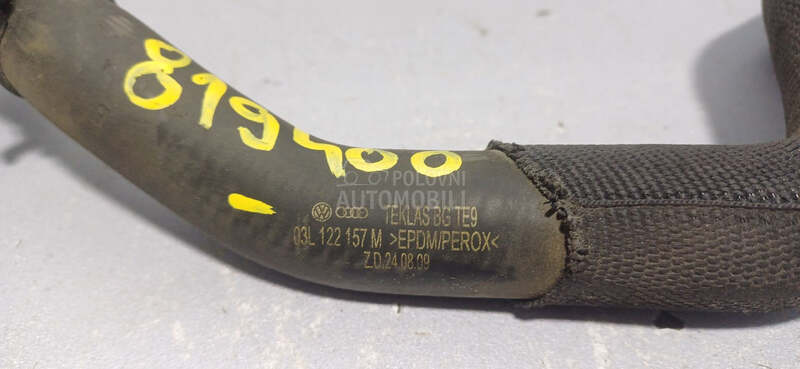 819400
POLOVNI
AUTOMOBILI
TEKLAS BG TE9
03L 122 157 M >EPDM/PEROX<
Z.D.24.08.09